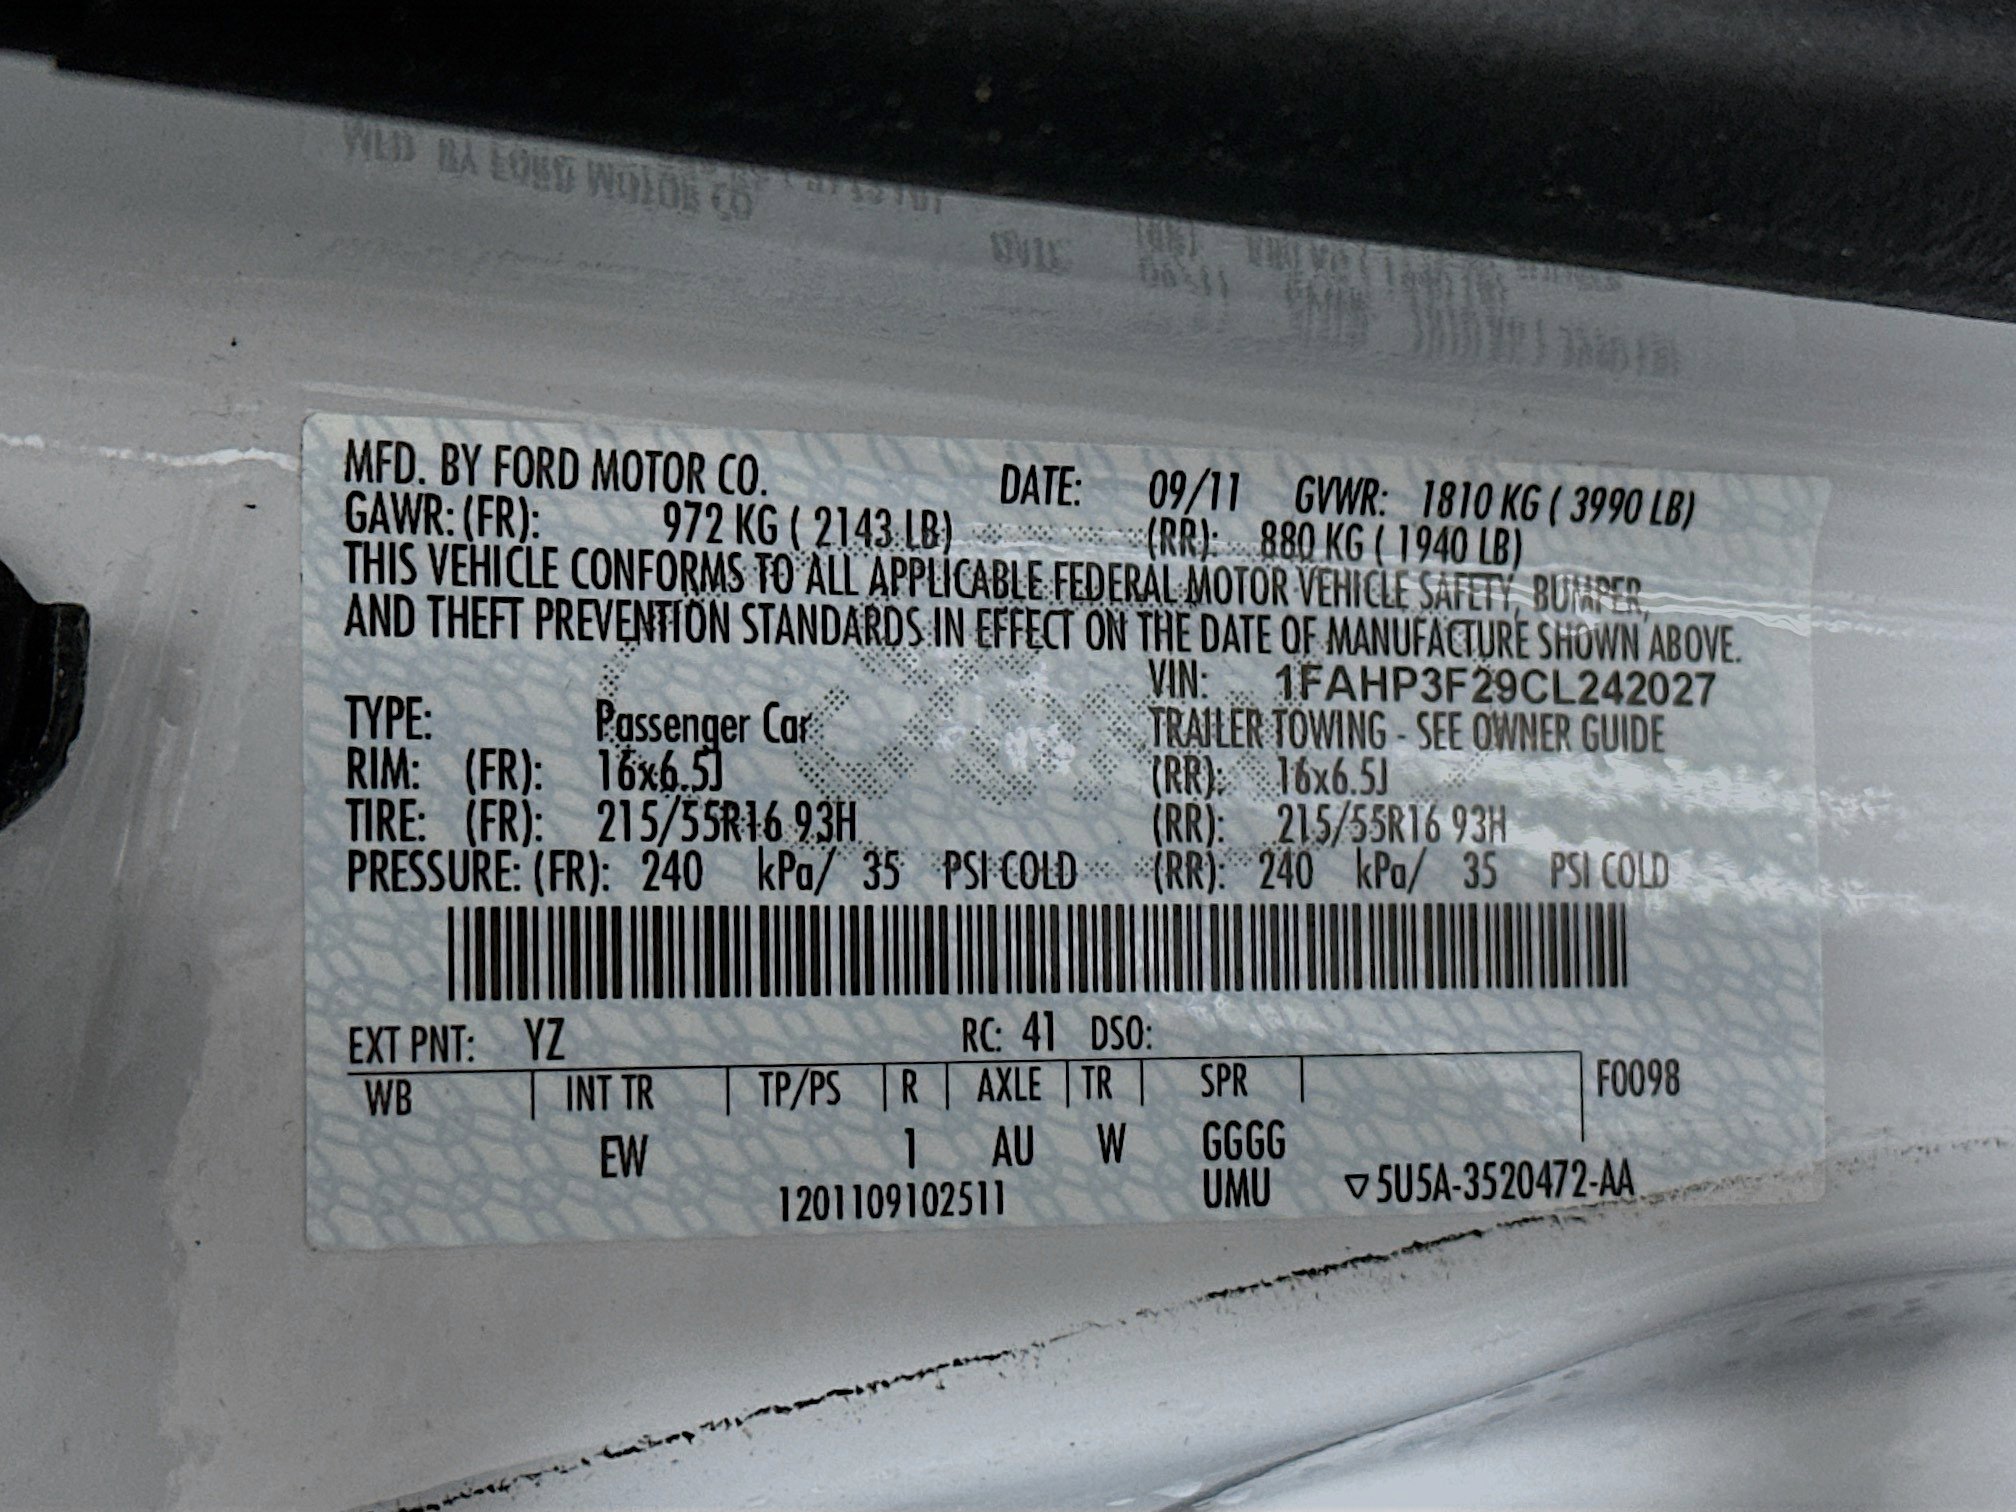 MFD. BY FORD MOTOR CO. DATE: 09/11 GVWR: 1810 KG ( 3990 LB)
GAWR: (FR): 972 KG ( 2143 LB) (RR): 880 KG ( 1940 LB)
THIS VEHICLE CONFORMS TO ALL APPLICABLE FEDERAL MOTOR VEHICLE SAFETY, BUMPER,
AND THEFT PREVENTION STANDARDS IN EFFECT ON THE DATE OF MANUFACTURE SHOWN ABOVE.
VIN: 1FAHP3F29CL242027
TYPE: Passenger Car TRAILER TOWING - SEE OWNER GUIDE
RIM: (FR): 16x6.5J (RR): 16x6.5J
TIRE: (FR): 215/55R16 93H (RR): 215/55R16 93H
PRESSURE: (FR): 240 kPa/ 35 PSI COLD (RR): 240 kPa/ 35 PSI COLD
EXT PNT: YZ RC: 41 DSO:
WB INT TR TP/PS R AXLE TR SPR F0098
EW 1 AU W GGGG
1201109102511 UMU ▽5U5A-3520472-AA